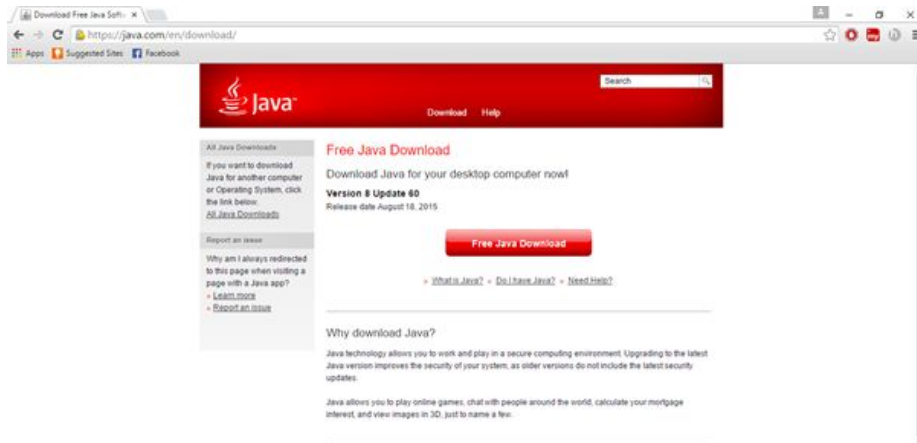 Download Free Java Softw
https://java.com/en/download/
Apps Suggested Sites Facebook
Java
Search
Download Help
All Java Downloads
If you want to download
Java for another computer
or Operating System, click
the link below.
All Java Downloads
Report an issue
Why am I always redirected
to this page when visiting a
page with a Java app?
» Learn more
» Report an issue
Free Java Download
Download Java for your desktop computer now!
Version 8 Update 60
Release date August 18, 2015
Free Java Download
» What is Java? » Do I have Java? » Need Help?
Why download Java?
Java technology allows you to work and play in a secure computing environment. Upgrading to the latest
Java version improves the security of your system, as older versions do not include the latest security
updates.
Java allows you to play online games, chat with people around the world, calculate your mortgage
interest, and view images in 3D, just to name a few.